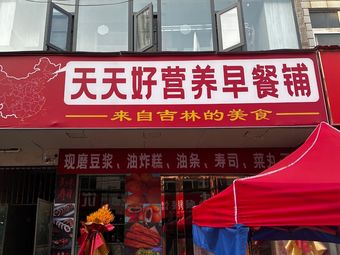 天天好营养早餐铺
来自吉林的美食
现磨豆浆、油炸糕、油条、寿司、菜丸